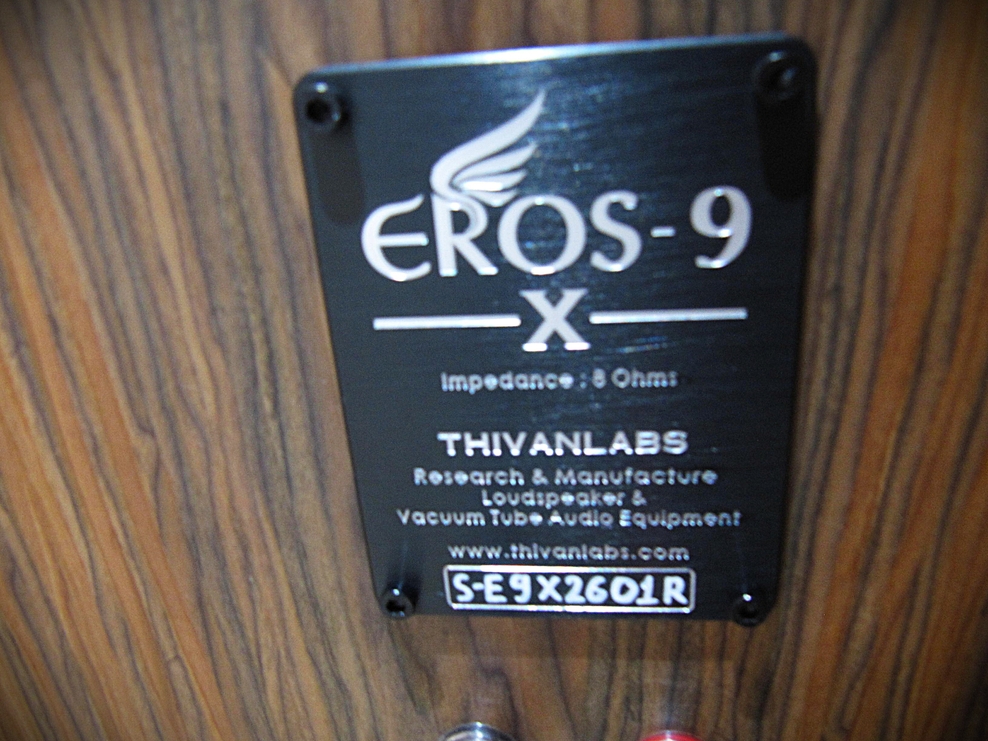 EROS-9
X
Impedance : 8 Ohms
THIVANLABS
Research & Manufacture
Loudspeaker &
Vacuum Tube Audio Equipment
www.thivanlabs.com
S-E9X2601R